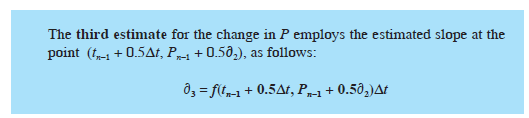 The third estimate for the change in P employs the estimated slope at the
point (tₙ₋₁ + 0.5Δt, Pₙ₋₁ + 0.5∂₂), as follows:
∂₃ = f(tₙ₋₁ + 0.5Δt, Pₙ₋₁ + 0.5∂₂)Δt